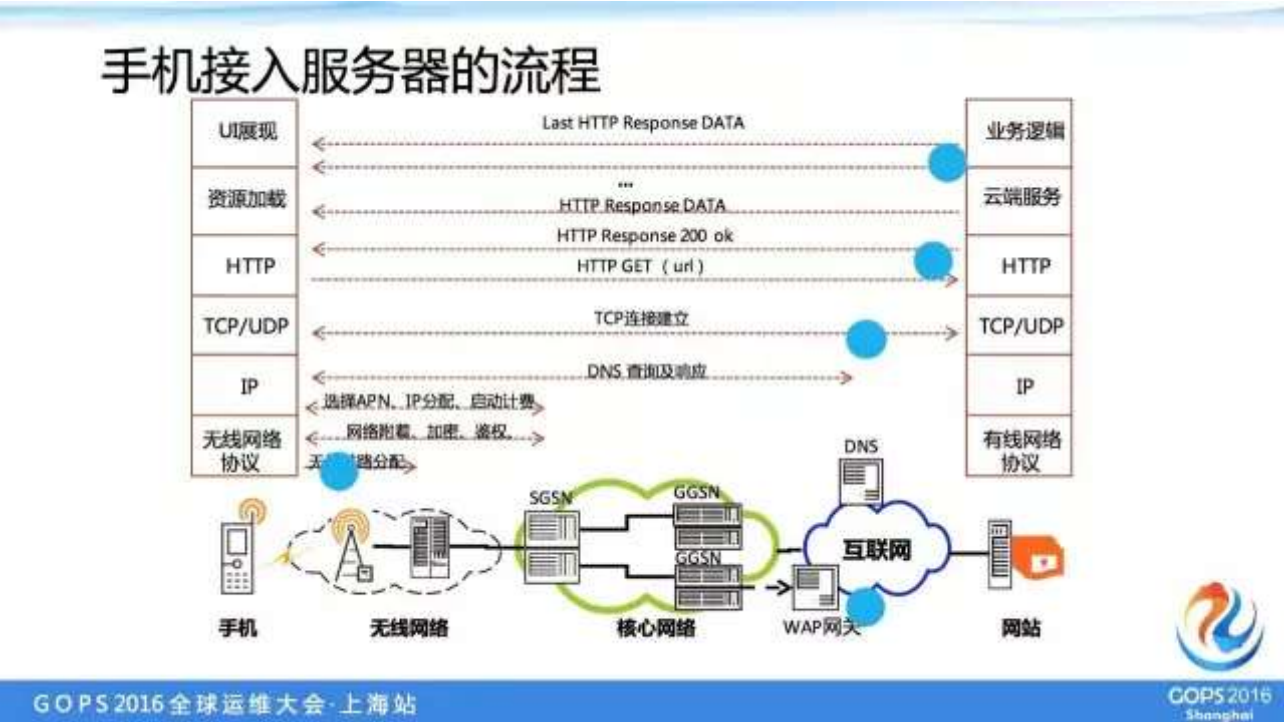 手机接入服务器的流程
UI展现
Last HTTP Response DATA
业务逻辑
...
资源加载
HTTP Response DATA
云端服务
HTTP Response 200 ok
HTTP
HTTP GET （url）
HTTP
TCP/UDP
TCP连接建立
TCP/UDP
IP
DNS 查询及响应
IP
选择APN、IP分配、启动计费
无线网络
协议
网络附着、加密、鉴权
有线网络
协议
路分配
DNS
SGSN
GGSN
GGSN
互联网
手机
无线网络
核心网络
WAP网关
网站
GOPS 2016 全球运维大会·上海站
GOPS 2016
Shanghai